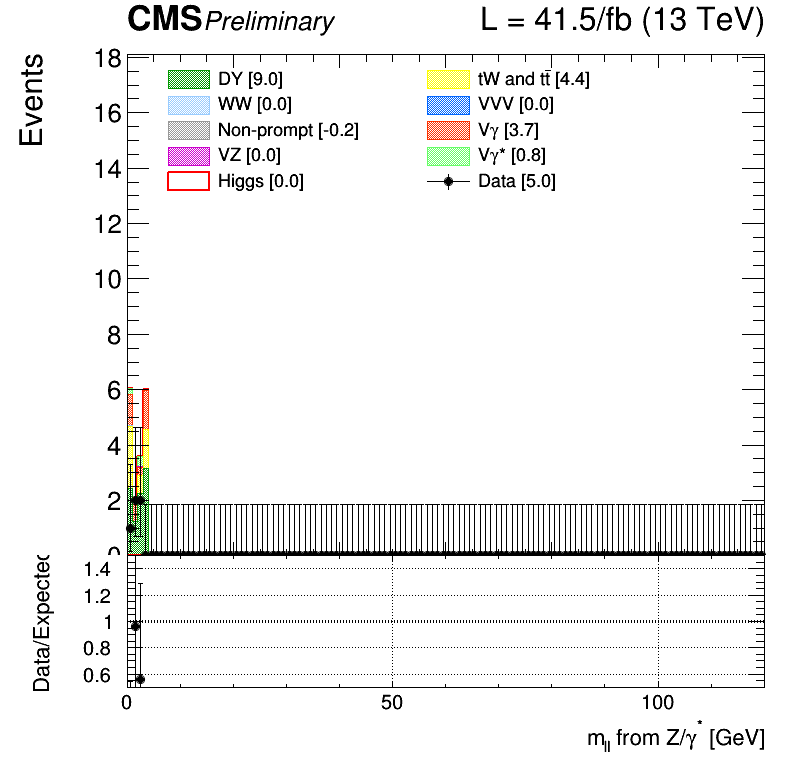 CMS Preliminary L = 41.5/fb (13 TeV)
Events
18
16
14
12
10
8
6
4
2
0
DY [9.0]
WW [0.0]
Non-prompt [-0.2]
VZ [0.0]
Higgs [0.0]
tW and tt̄ [4.4]
VVV [0.0]
Vγ [3.7]
Vγ* [0.8]
Data [5.0]
Data/Expected
1.4
1.2
1
0.8
0.6
0 50 100
m_ll from Z/γ* [GeV]